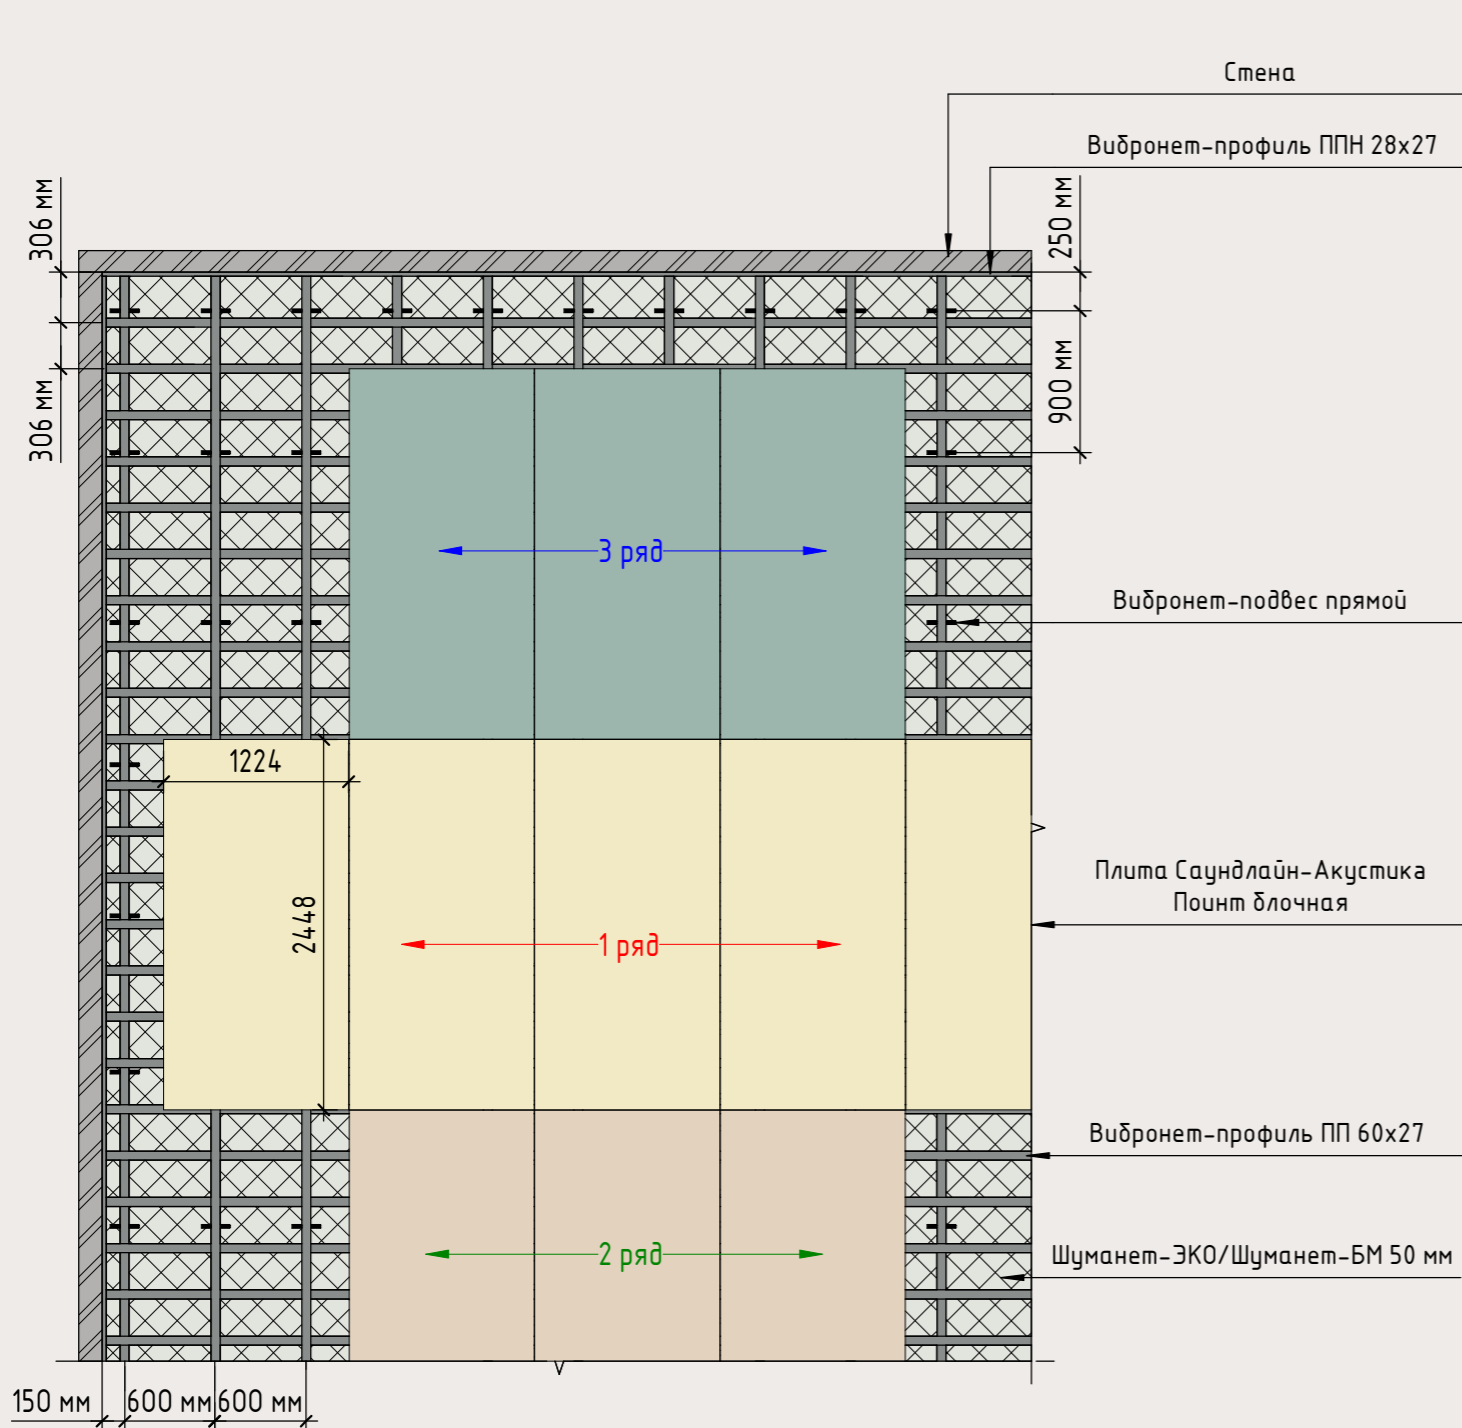 Стена
Вибронет-профиль ППН 28х27
306 мм
250 мм
306 мм
900 мм
3 ряд
Вибронет-подвес прямой
1224
Плита Саундлайн-Акустика
Поинт блочная
2448
1 ряд
Вибронет-профиль ПП 60х27
2 ряд
Шуманет-ЭКО/Шуманет-БМ 50 мм
150 мм
600 мм
600 мм